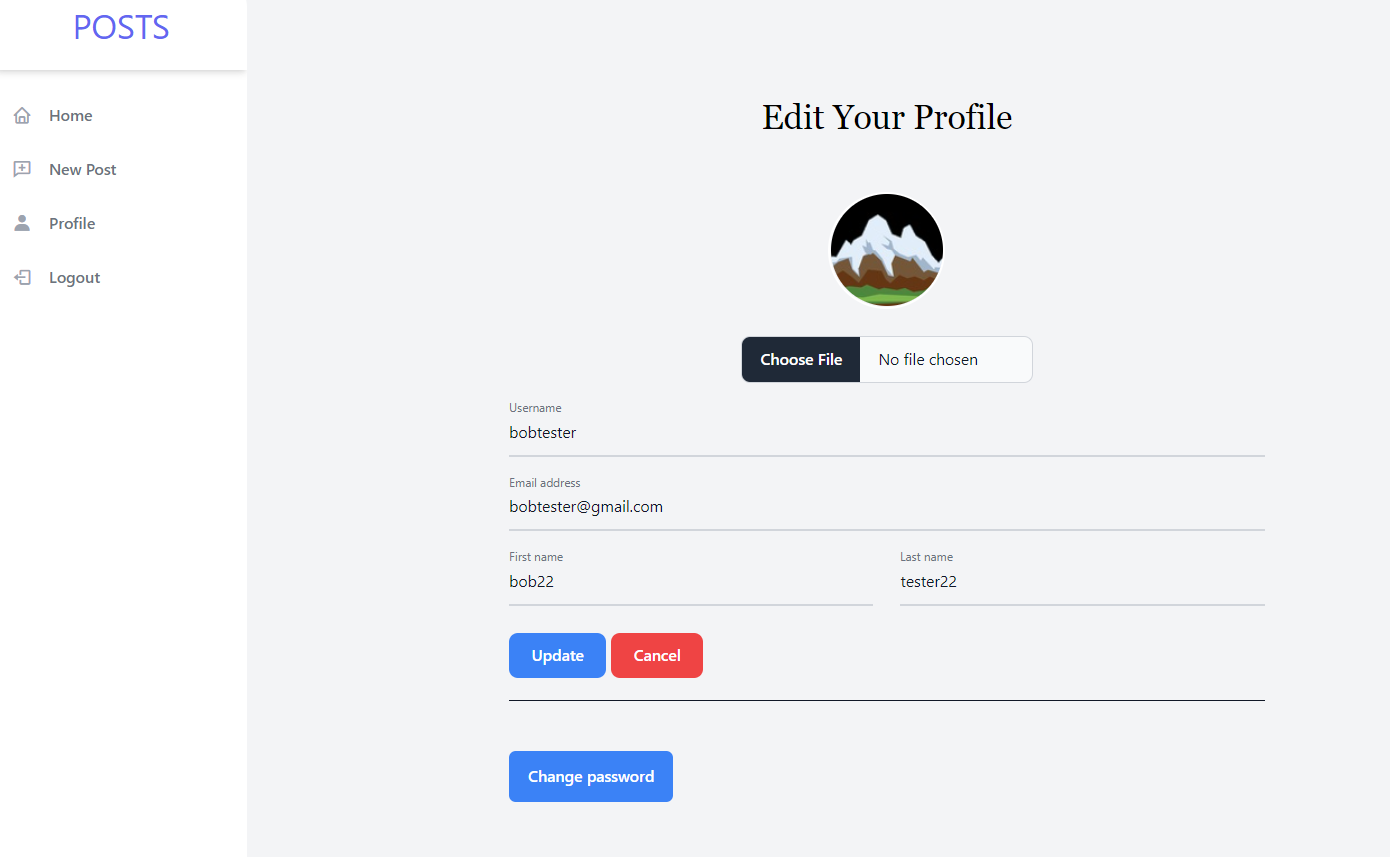 POSTS
Home
New Post
Profile
Logout
Edit Your Profile
Choose File No file chosen
Username
bobtester
Email address
bobtester@gmail.com
First name
bob22
Last name
tester22
Update Cancel
Change password